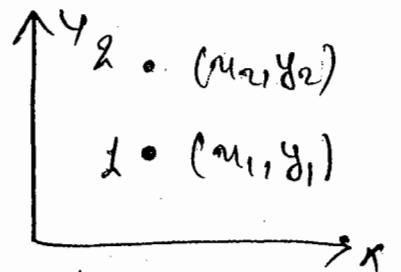 y
2 • (x₂, y₂)
1 • (x₁, y₁)
x